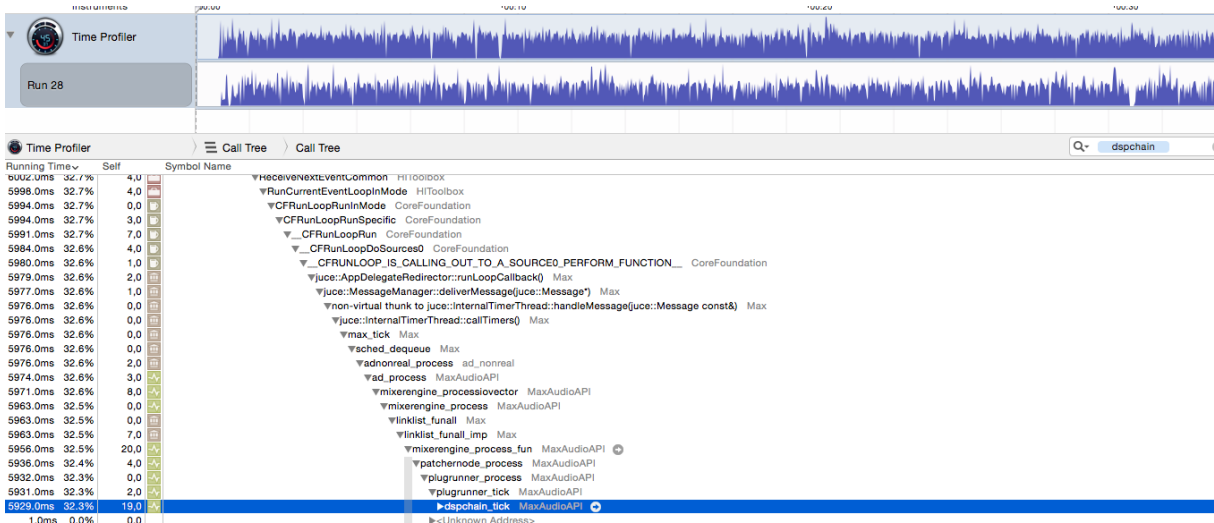 Instruments 00:00 00:10 00:20 00:30
Time Profiler
Run 28
Time Profiler Call Tree Call Tree dspchain
Running Time Self Symbol Name
6002.0ms 32.7% 4,0 ReceiveNextEventCommon HIToolbox
5998.0ms 32.7% 4,0 RunCurrentEventLoopInMode HIToolbox
5994.0ms 32.7% 0,0 CFRunLoopRunInMode CoreFoundation
5994.0ms 32.7% 3,0 CFRunLoopRunSpecific CoreFoundation
5991.0ms 32.7% 7,0 __CFRunLoopRun CoreFoundation
5984.0ms 32.6% 4,0 __CFRunLoopDoSources0 CoreFoundation
5980.0ms 32.6% 1,0 __CFRUNLOOP_IS_CALLING_OUT_TO_A_SOURCE0_PERFORM_FUNCTION__ CoreFoundation
5979.0ms 32.6% 2,0 juce::AppDelegateRedirector::runLoopCallback() Max
5977.0ms 32.6% 1,0 juce::MessageManager::deliverMessage(juce::Message*) Max
5976.0ms 32.6% 0,0 non-virtual thunk to juce::InternalTimerThread::handleMessage(juce::Message const&) Max
5976.0ms 32.6% 0,0 juce::InternalTimerThread::callTimers() Max
5976.0ms 32.6% 0,0 max_tick Max
5976.0ms 32.6% 0,0 sched_dequeue Max
5976.0ms 32.6% 2,0 adnonreal_process ad_nonreal
5974.0ms 32.6% 3,0 ad_process MaxAudioAPI
5971.0ms 32.6% 8,0 mixerengine_processiovector MaxAudioAPI
5963.0ms 32.5% 0,0 mixerengine_process MaxAudioAPI
5963.0ms 32.5% 0,0 linklist_funall Max
5963.0ms 32.5% 7,0 linklist_funall_imp Max
5956.0ms 32.5% 20,0 mixerengine_process_fun MaxAudioAPI
5936.0ms 32.4% 4,0 patchernode_process MaxAudioAPI
5932.0ms 32.3% 0,0 plugrunner_process MaxAudioAPI
5931.0ms 32.3% 2,0 plugrunner_tick MaxAudioAPI
5929.0ms 32.3% 19,0 dspchain_tick MaxAudioAPI
1.0ms 0.0% 0,0 <Unknown Address>